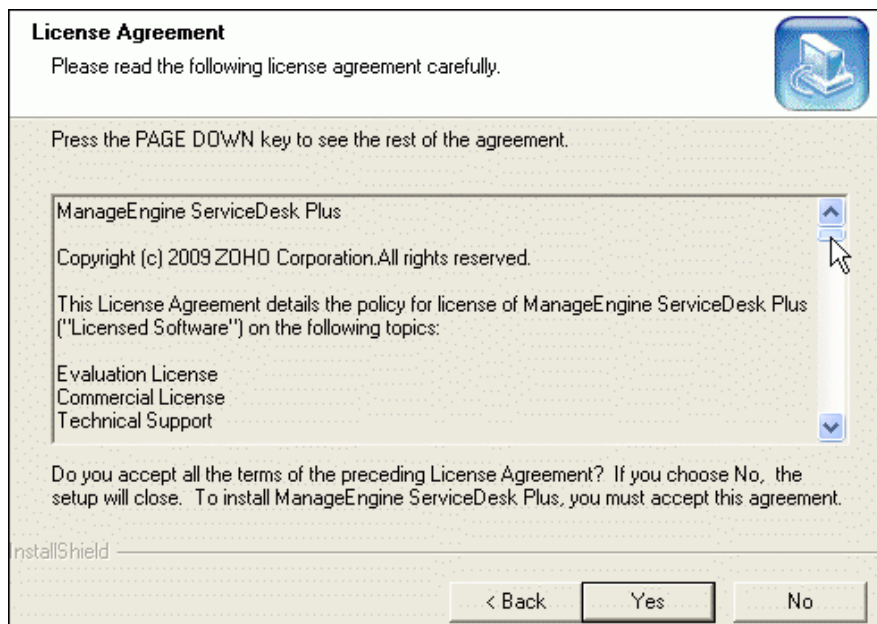 License Agreement
Please read the following license agreement carefully.
Press the PAGE DOWN key to see the rest of the agreement.
ManageEngine ServiceDesk Plus
Copyright (c) 2009 ZOHO Corporation.All rights reserved.
This License Agreement details the policy for license of ManageEngine ServiceDesk Plus
("Licensed Software") on the following topics:
Evaluation License
Commercial License
Technical Support
Do you accept all the terms of the preceding License Agreement?  If you choose No,  the
setup will close.  To install ManageEngine ServiceDesk Plus, you must accept this agreement.
InstallShield
< Back
Yes
No